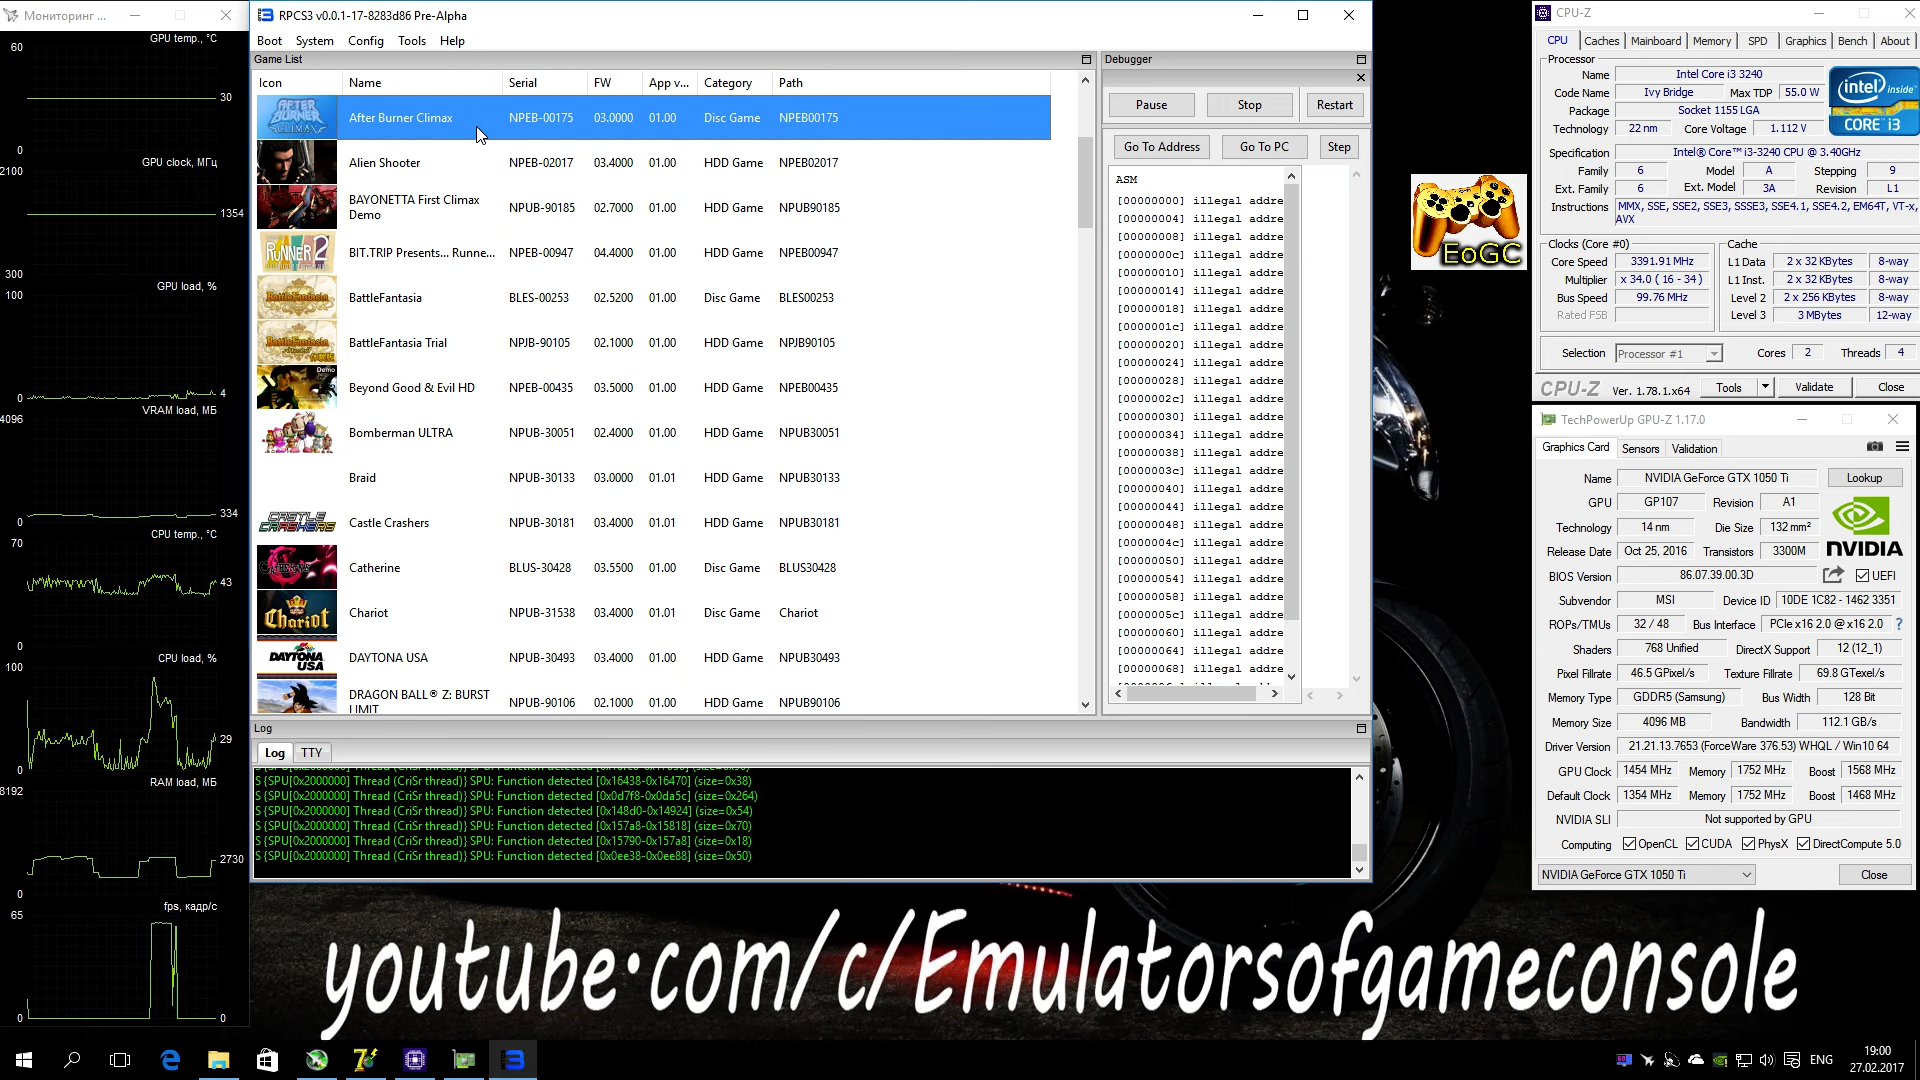 Мониторинг ...
GPU temp., °C
60
30
0
GPU clock, МГц
2100
1354
300
GPU load, %
100
4
0
VRAM load, МБ
4096
334
0
CPU temp., °C
70
43
0
CPU load, %
100
29
0
RAM load, МБ
8192
2730
0
fps, кадр/с
65
0
0
RPCS3 v0.0.1-17-8283d86 Pre-Alpha
Boot System Config Tools Help
Game List
Icon Name Serial FW App v... Category Path
AFTER BURNER CLIMAX After Burner Climax NPEB-00175 03.0000 01.00 Disc Game NPEB00175
Alien Shooter NPEB-02017 03.4000 01.00 HDD Game NPEB02017
BAYONETTA First Climax
Demo NPUB-90185 02.7000 01.00 HDD Game NPUB90185
RUNNER 2 BIT.TRIP Presents... Runne... NPEB-00947 04.4000 01.00 HDD Game NPEB00947
BattleFantasia BattleFantasia BLES-00253 02.5200 01.00 Disc Game BLES00253
BattleFantasia BattleFantasia Trial NPJB-90105 02.1000 01.00 HDD Game NPJB90105
Demo Beyond Good & Evil HD NPEB-00435 03.5000 01.00 HDD Game NPEB00435
Bomberman ULTRA NPUB-30051 02.4000 01.00 HDD Game NPUB30051
Braid NPUB-30133 03.0000 01.01 HDD Game NPUB30133
CASTLE CRASHERS Castle Crashers NPUB-30181 03.4000 01.01 HDD Game NPUB30181
Catherine BLUS-30428 03.5500 01.00 Disc Game BLUS30428
Chariot Chariot NPUB-31538 03.4000 01.01 Disc Game Chariot
DAYTONA USA DAYTONA USA NPUB-30493 03.4000 01.00 HDD Game NPUB30493
DRAGON BALL® Z: BURST
LIMIT NPUB-90106 02.1000 01.00 HDD Game NPUB90106
Debugger
Pause Stop Restart
Go To Address Go To PC Step
ASM
[00000000] illegal addre
[00000004] illegal addre
[00000008] illegal addre
[0000000c] illegal addre
[00000010] illegal addre
[00000014] illegal addre
[00000018] illegal addre
[0000001c] illegal addre
[00000020] illegal addre
[00000024] illegal addre
[00000028] illegal addre
[0000002c] illegal addre
[00000030] illegal addre
[00000034] illegal addre
[00000038] illegal addre
[0000003c] illegal addre
[00000040] illegal addre
[00000044] illegal addre
[00000048] illegal addre
[0000004c] illegal addre
[00000050] illegal addre
[00000054] illegal addre
[00000058] illegal addre
[0000005c] illegal addre
[00000060] illegal addre
[00000064] illegal addre
[00000068] illegal addre
Log
Log TTY
S {SPU[0x2000000] Thread (CriSr thread)} SPU: Function detected [0x16438-0x16470] (size=0x38)
S {SPU[0x2000000] Thread (CriSr thread)} SPU: Function detected [0x0d7f8-0x0da5c] (size=0x264)
S {SPU[0x2000000] Thread (CriSr thread)} SPU: Function detected [0x148d0-0x14924] (size=0x54)
S {SPU[0x2000000] Thread (CriSr thread)} SPU: Function detected [0x157a8-0x15818] (size=0x70)
S {SPU[0x2000000] Thread (CriSr thread)} SPU: Function detected [0x15790-0x157a8] (size=0x18)
S {SPU[0x2000000] Thread (CriSr thread)} SPU: Function detected [0x0ee38-0x0ee88] (size=0x50)
EoGC
CPU-Z
CPU Caches Mainboard Memory SPD Graphics Bench About
Processor
Name Intel Core i3 3240
Code Name Ivy Bridge Max TDP 55.0 W
Package Socket 1155 LGA
Technology 22 nm Core Voltage 1.112 V
intel inside™ CORE i3
Specification Intel® Core™ i3-3240 CPU @ 3.40GHz
Family 6 Model A Stepping 9
Ext. Family 6 Ext. Model 3A Revision L1
Instructions MMX, SSE, SSE2, SSE3, SSSE3, SSE4.1, SSE4.2, EM64T, VT-x,
AVX
Clocks (Core #0) Cache
Core Speed 3391.91 MHz L1 Data 2 x 32 KBytes 8-way
Multiplier x 34.0 ( 16 - 34 ) L1 Inst. 2 x 32 KBytes 8-way
Bus Speed 99.76 MHz Level 2 2 x 256 KBytes 8-way
Rated FSB Level 3 3 MBytes 12-way
Selection Processor #1 Cores 2 Threads 4
CPU-Z Ver. 1.78.1.x64 Tools Validate Close
TechPowerUp GPU-Z 1.17.0
Graphics Card Sensors Validation
Name NVIDIA GeForce GTX 1050 Ti Lookup
GPU GP107 Revision A1
Technology 14 nm Die Size 132 mm²
Release Date Oct 25, 2016 Transistors 3300M
NVIDIA
BIOS Version 86.07.39.00.3D UEFI
Subvendor MSI Device ID 10DE 1C82 - 1462 3351
ROPs/TMUs 32 / 48 Bus Interface PCIe x16 2.0 @ x16 2.0 ?
Shaders 768 Unified DirectX Support 12 (12_1)
Pixel Fillrate 46.5 GPixel/s Texture Fillrate 69.8 GTexel/s
Memory Type GDDR5 (Samsung) Bus Width 128 Bit
Memory Size 4096 MB Bandwidth 112.1 GB/s
Driver Version 21.21.13.7653 (ForceWare 376.53) WHQL / Win10 64
GPU Clock 1454 MHz Memory 1752 MHz Boost 1568 MHz
Default Clock 1354 MHz Memory 1752 MHz Boost 1468 MHz
NVIDIA SLI Not supported by GPU
Computing OpenCL CUDA PhysX DirectCompute 5.0
NVIDIA GeForce GTX 1050 Ti Close
youtube.com/c/Emulatorsofgameconsole
ENG
19:00
27.02.2017